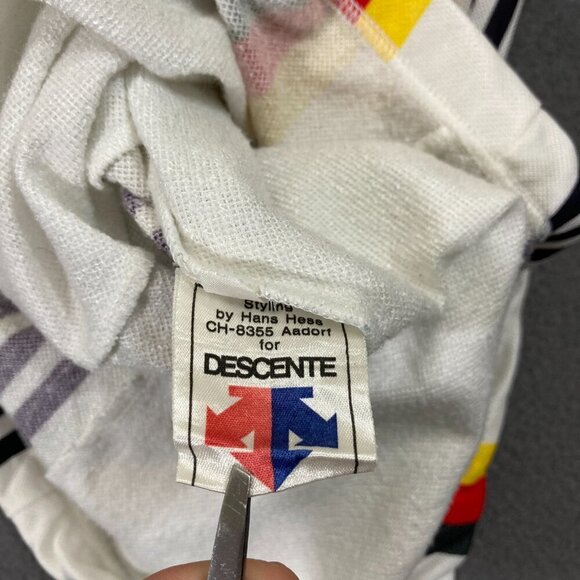 Styling
by Hans Hess
CH-8355 Aadorf
for
DESCENTE